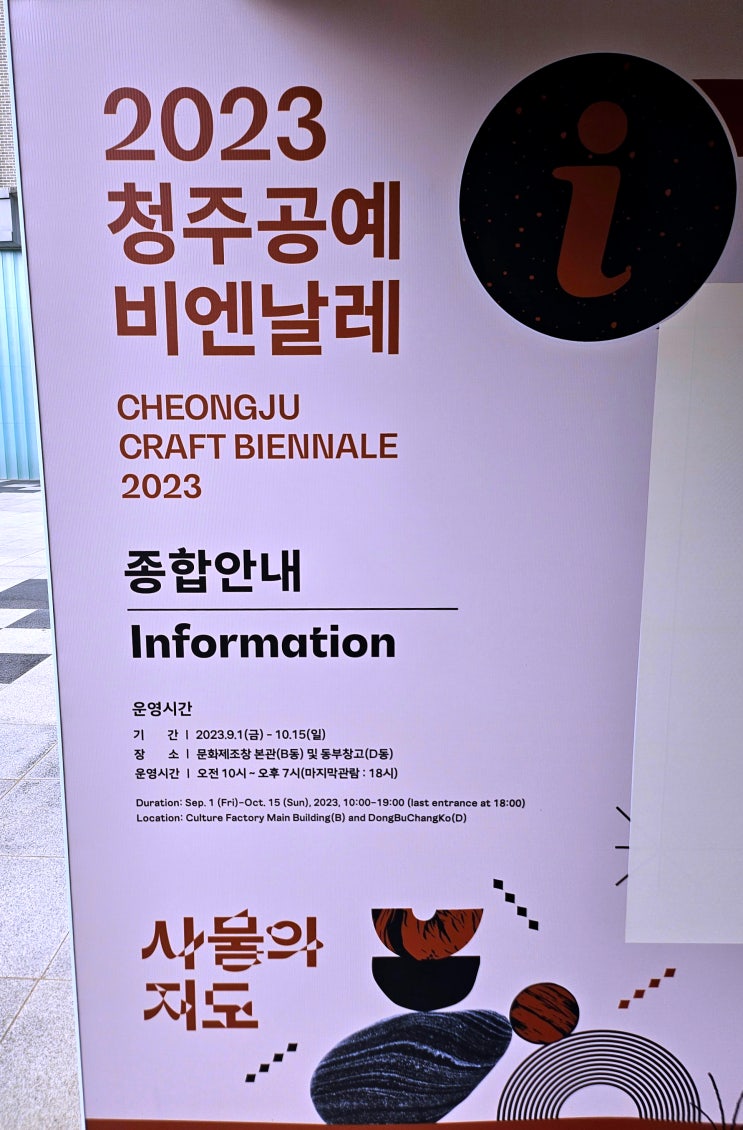 2023
청주공예
비엔날레
i
CHEONGJU
CRAFT BIENNALE
2023
종합안내
Information
운영시간
기 간 | 2023.9.1(금) - 10.15(일)
장 소 | 문화제조창 본관(B동) 및 동부창고(D동)
운영시간 | 오전 10시 ~ 오후 7시(마지막관람 : 18시)
Duration: Sep. 1 (Fri)-Oct. 15 (Sun), 2023, 10:00-19:00 (last entrance at 18:00)
Location: Culture Factory Main Building(B) and DongBuChangKo(D)
사물의
지도